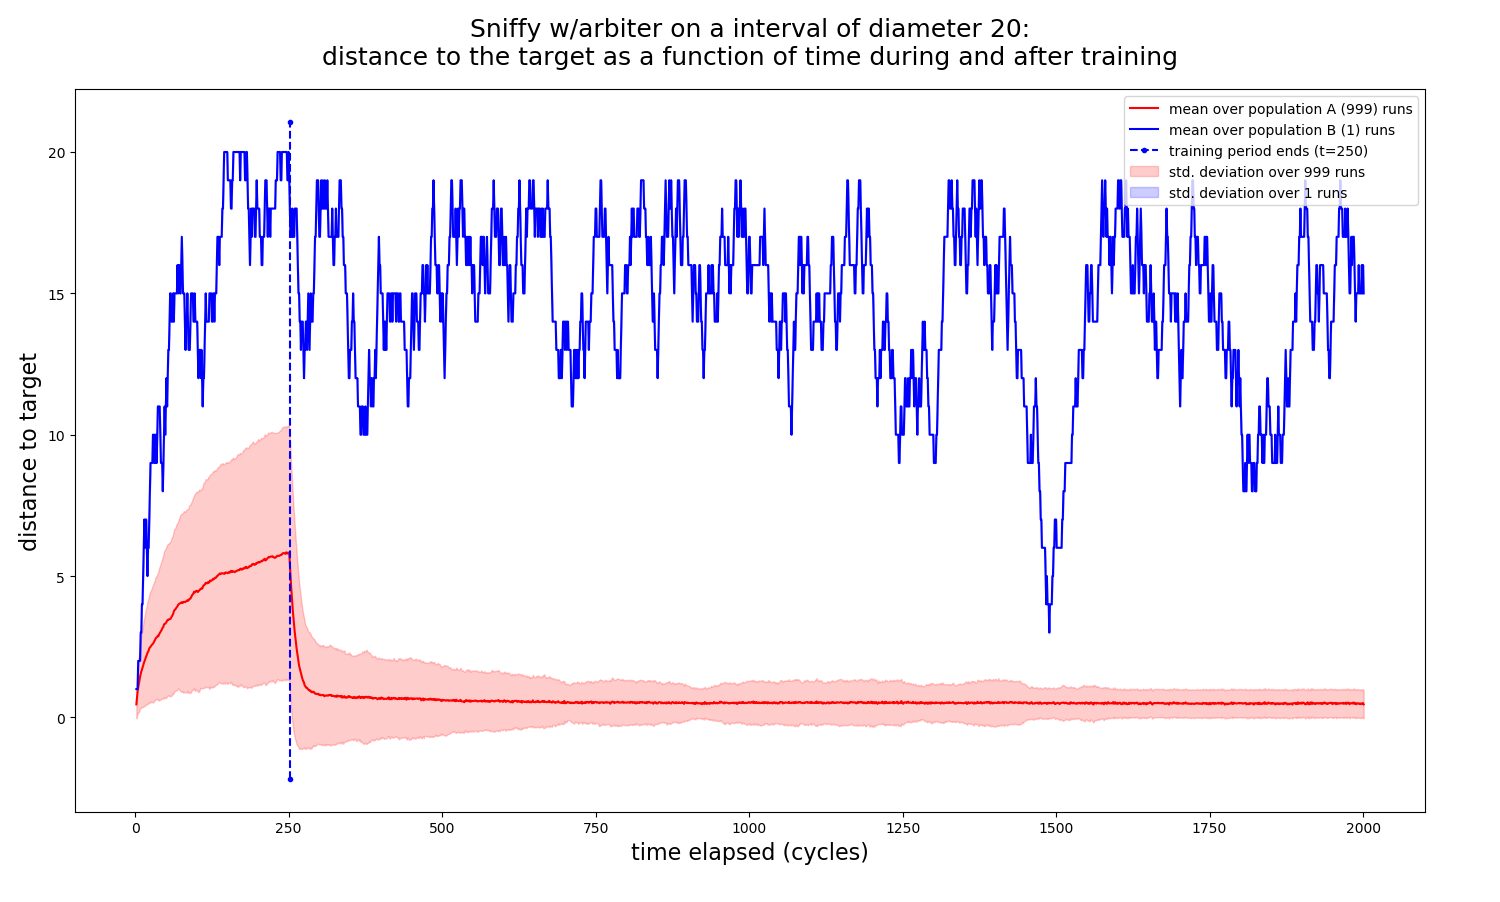 Sniffy w/arbiter on a interval of diameter 20:
distance to the target as a function of time during and after training
mean over population A (999) runs
mean over population B (1) runs
training period ends (t=250)
std. deviation over 999 runs
std. deviation over 1 runs
distance to target
20
15
10
5
0
0
250
500
750
1000
1250
1500
1750
2000
time elapsed (cycles)